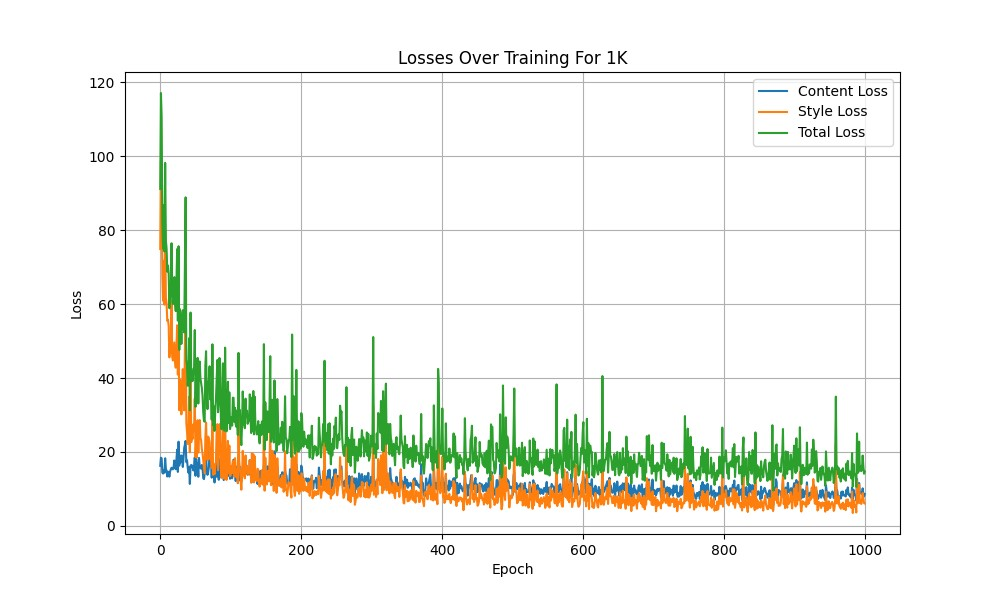 Losses Over Training For 1K
120
100
80
60
40
20
0
Loss
Content Loss
Style Loss
Total Loss
0 200 400 600 800 1000
Epoch